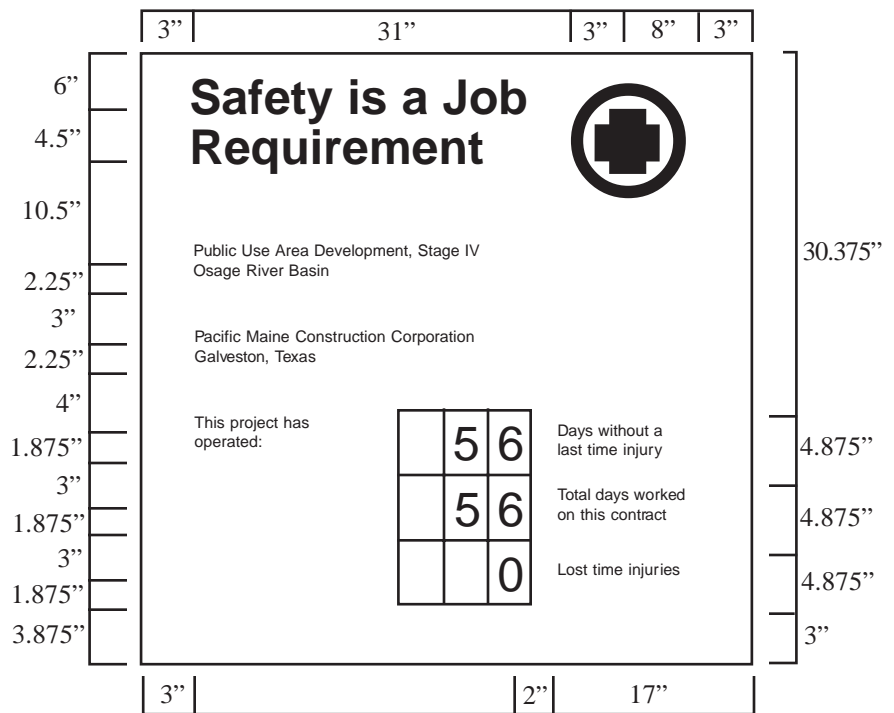 3” 31” 3” 8” 3”
6”
4.5”
10.5”
2.25”
3”
2.25”
4”
1.875”
3”
1.875”
3”
1.875”
3.875”
Safety is a Job
Requirement
Public Use Area Development, Stage IV
Osage River Basin
Pacific Maine Construction Corporation
Galveston, Texas
This project has
operated:
5 6
Days without a
last time injury
5 6
Total days worked
on this contract
0
Lost time injuries
30.375”
4.875”
4.875”
4.875”
3”
3” 2” 17”